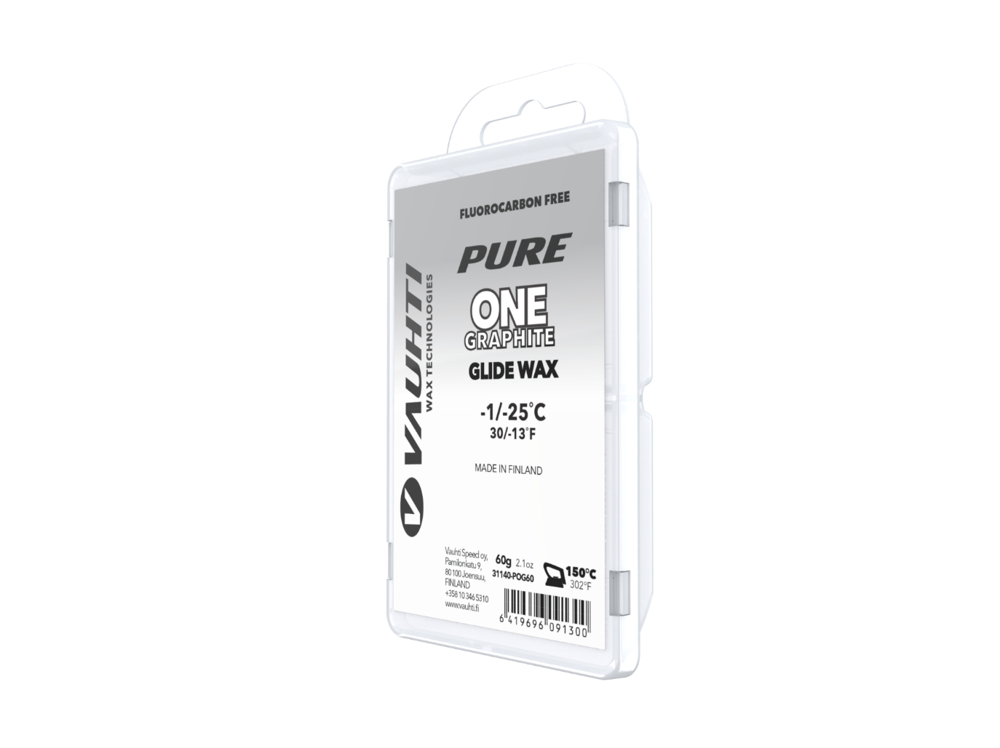 FLUOROCARBON FREE
PURE
ONE
GRAPHITE
GLIDE WAX
-1/-25°C
30/-13°F
MADE IN FINLAND
VAUHTI
WAX TECHNOLOGIES
V
Vauhti Speed oy,
Pamilonkatu 9,
80100 Joensuu,
FINLAND
+358 10 346 5310
www.vauhti.fi
60g 2.1oz
31140-POG60
150°C
302°F
6 419696 091300